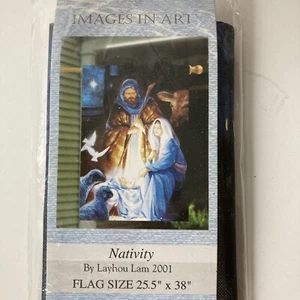 IMAGES IN ART
Nativity
By Layhou Lam 2001
FLAG SIZE 25.5" x 38"